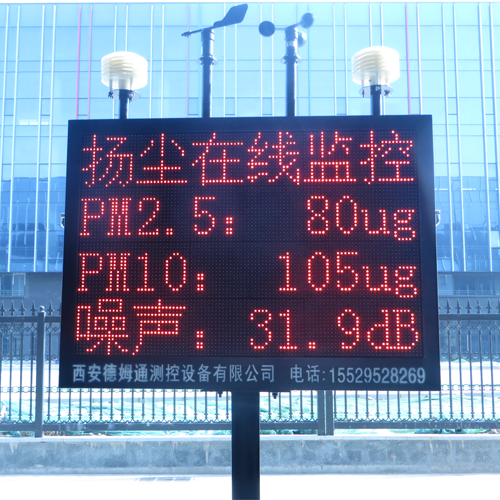 扬尘在线监控
PM2.5： 80ug
PM10： 105ug
噪声：31.9dB
西安德姆通测控设备有限公司 电话:15529528269